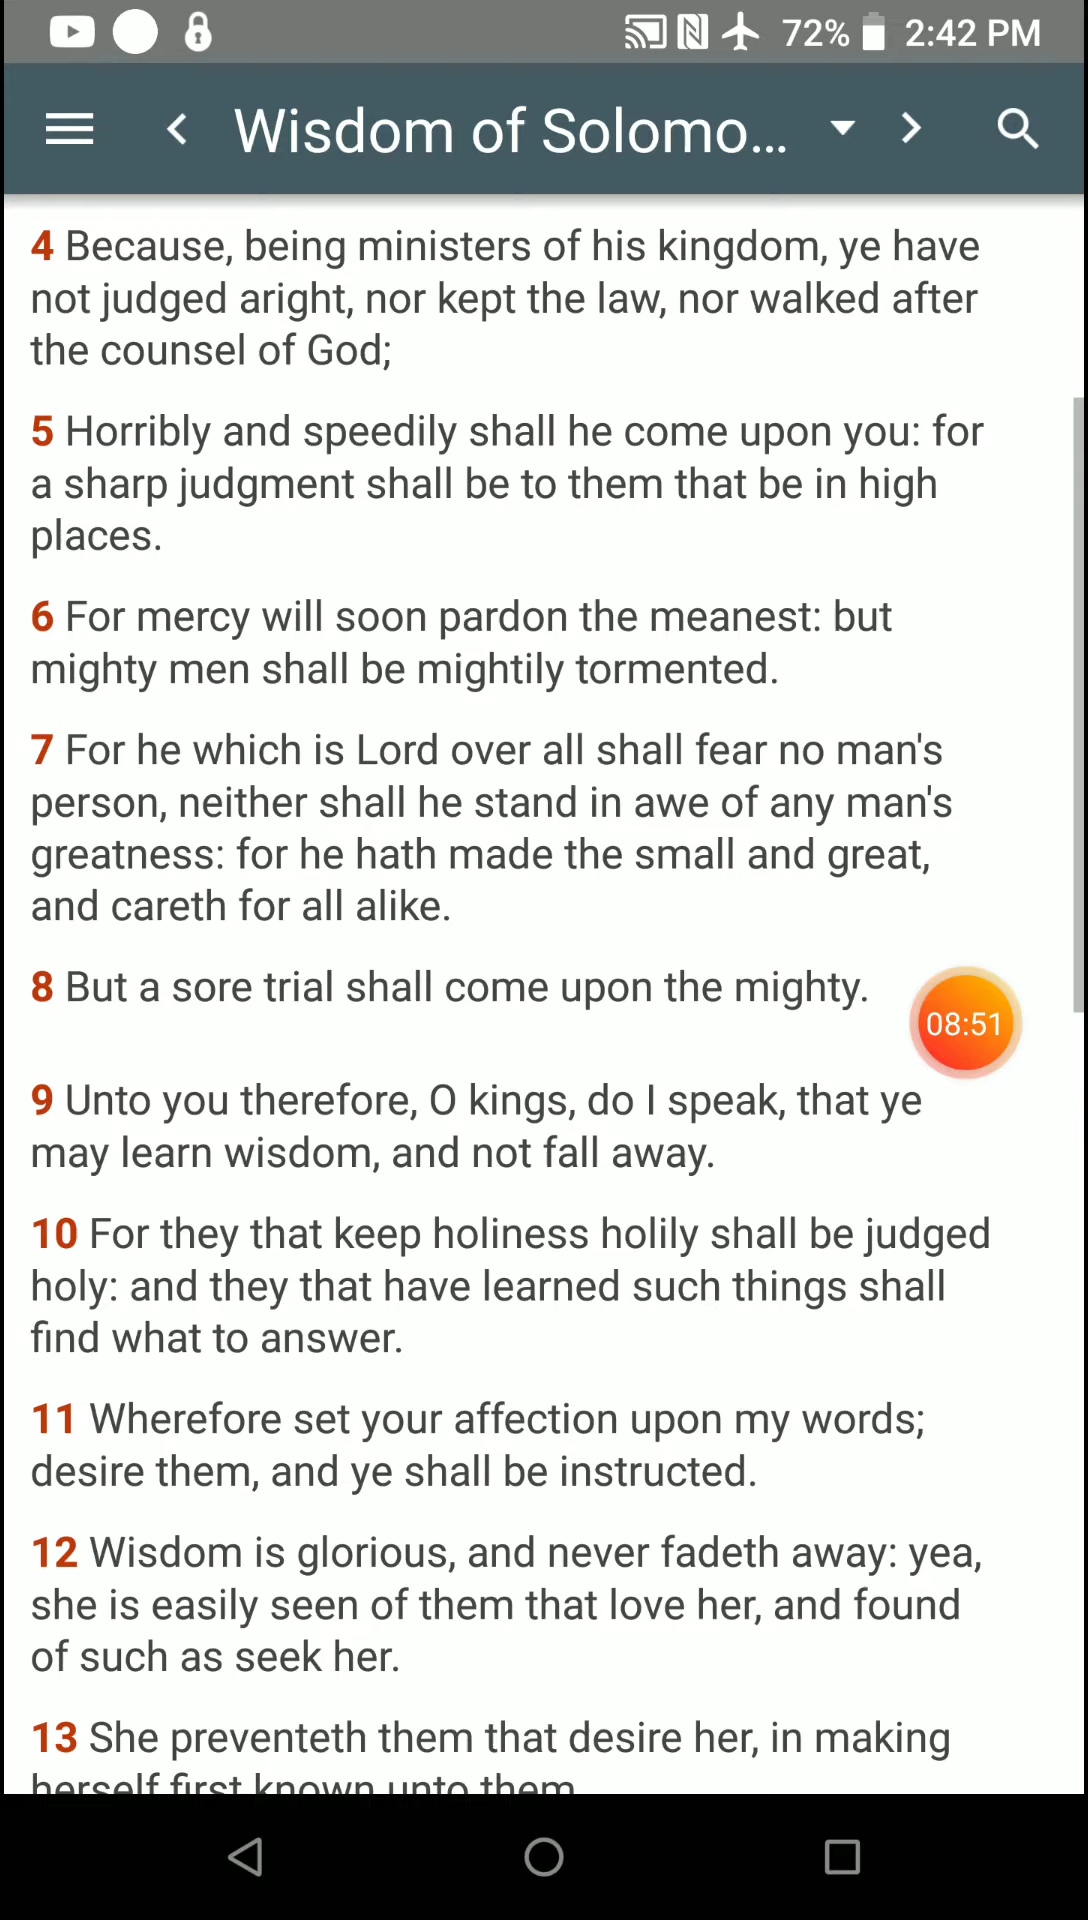 72% 2:42 PM
Wisdom of Solomo...
4 Because, being ministers of his kingdom, ye have
not judged aright, nor kept the law, nor walked after
the counsel of God;
5 Horribly and speedily shall he come upon you: for
a sharp judgment shall be to them that be in high
places.
6 For mercy will soon pardon the meanest: but
mighty men shall be mightily tormented.
7 For he which is Lord over all shall fear no man's
person, neither shall he stand in awe of any man's
greatness: for he hath made the small and great,
and careth for all alike.
8 But a sore trial shall come upon the mighty.
08:51
9 Unto you therefore, O kings, do I speak, that ye
may learn wisdom, and not fall away.
10 For they that keep holiness holily shall be judged
holy: and they that have learned such things shall
find what to answer.
11 Wherefore set your affection upon my words;
desire them, and ye shall be instructed.
12 Wisdom is glorious, and never fadeth away: yea,
she is easily seen of them that love her, and found
of such as seek her.
13 She preventeth them that desire her, in making
herself first known unto them